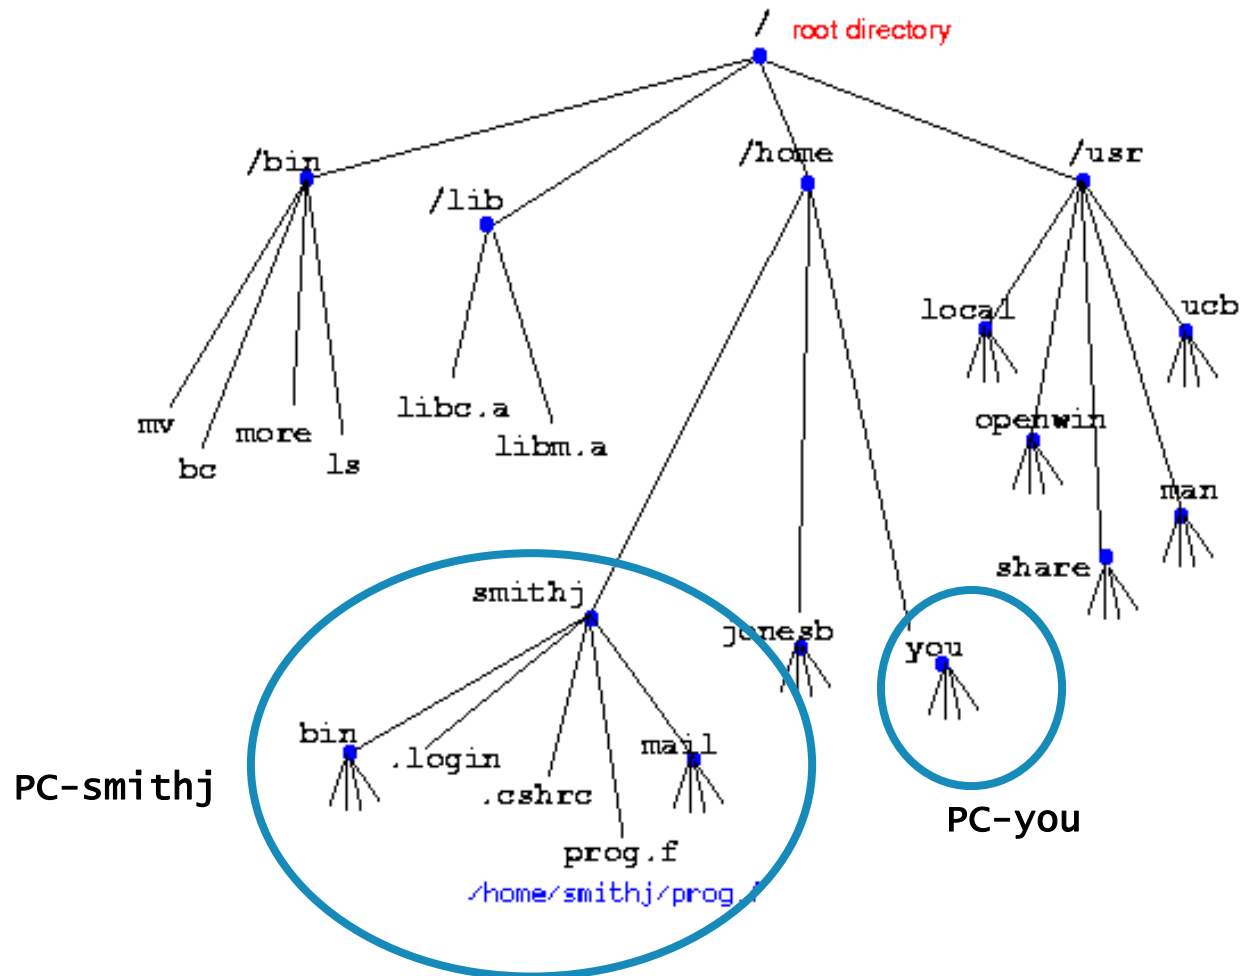 /
root directory
/bin
/home
/usr
/lib
local
ucb
libc.a
mv
more
openwin
libm.a
bc
ls
man
share
smithj
jonesb
you
bin
.login
mail
PC-smithj
.cshrc
PC-you
prog.f
/home/smithj/prog.f